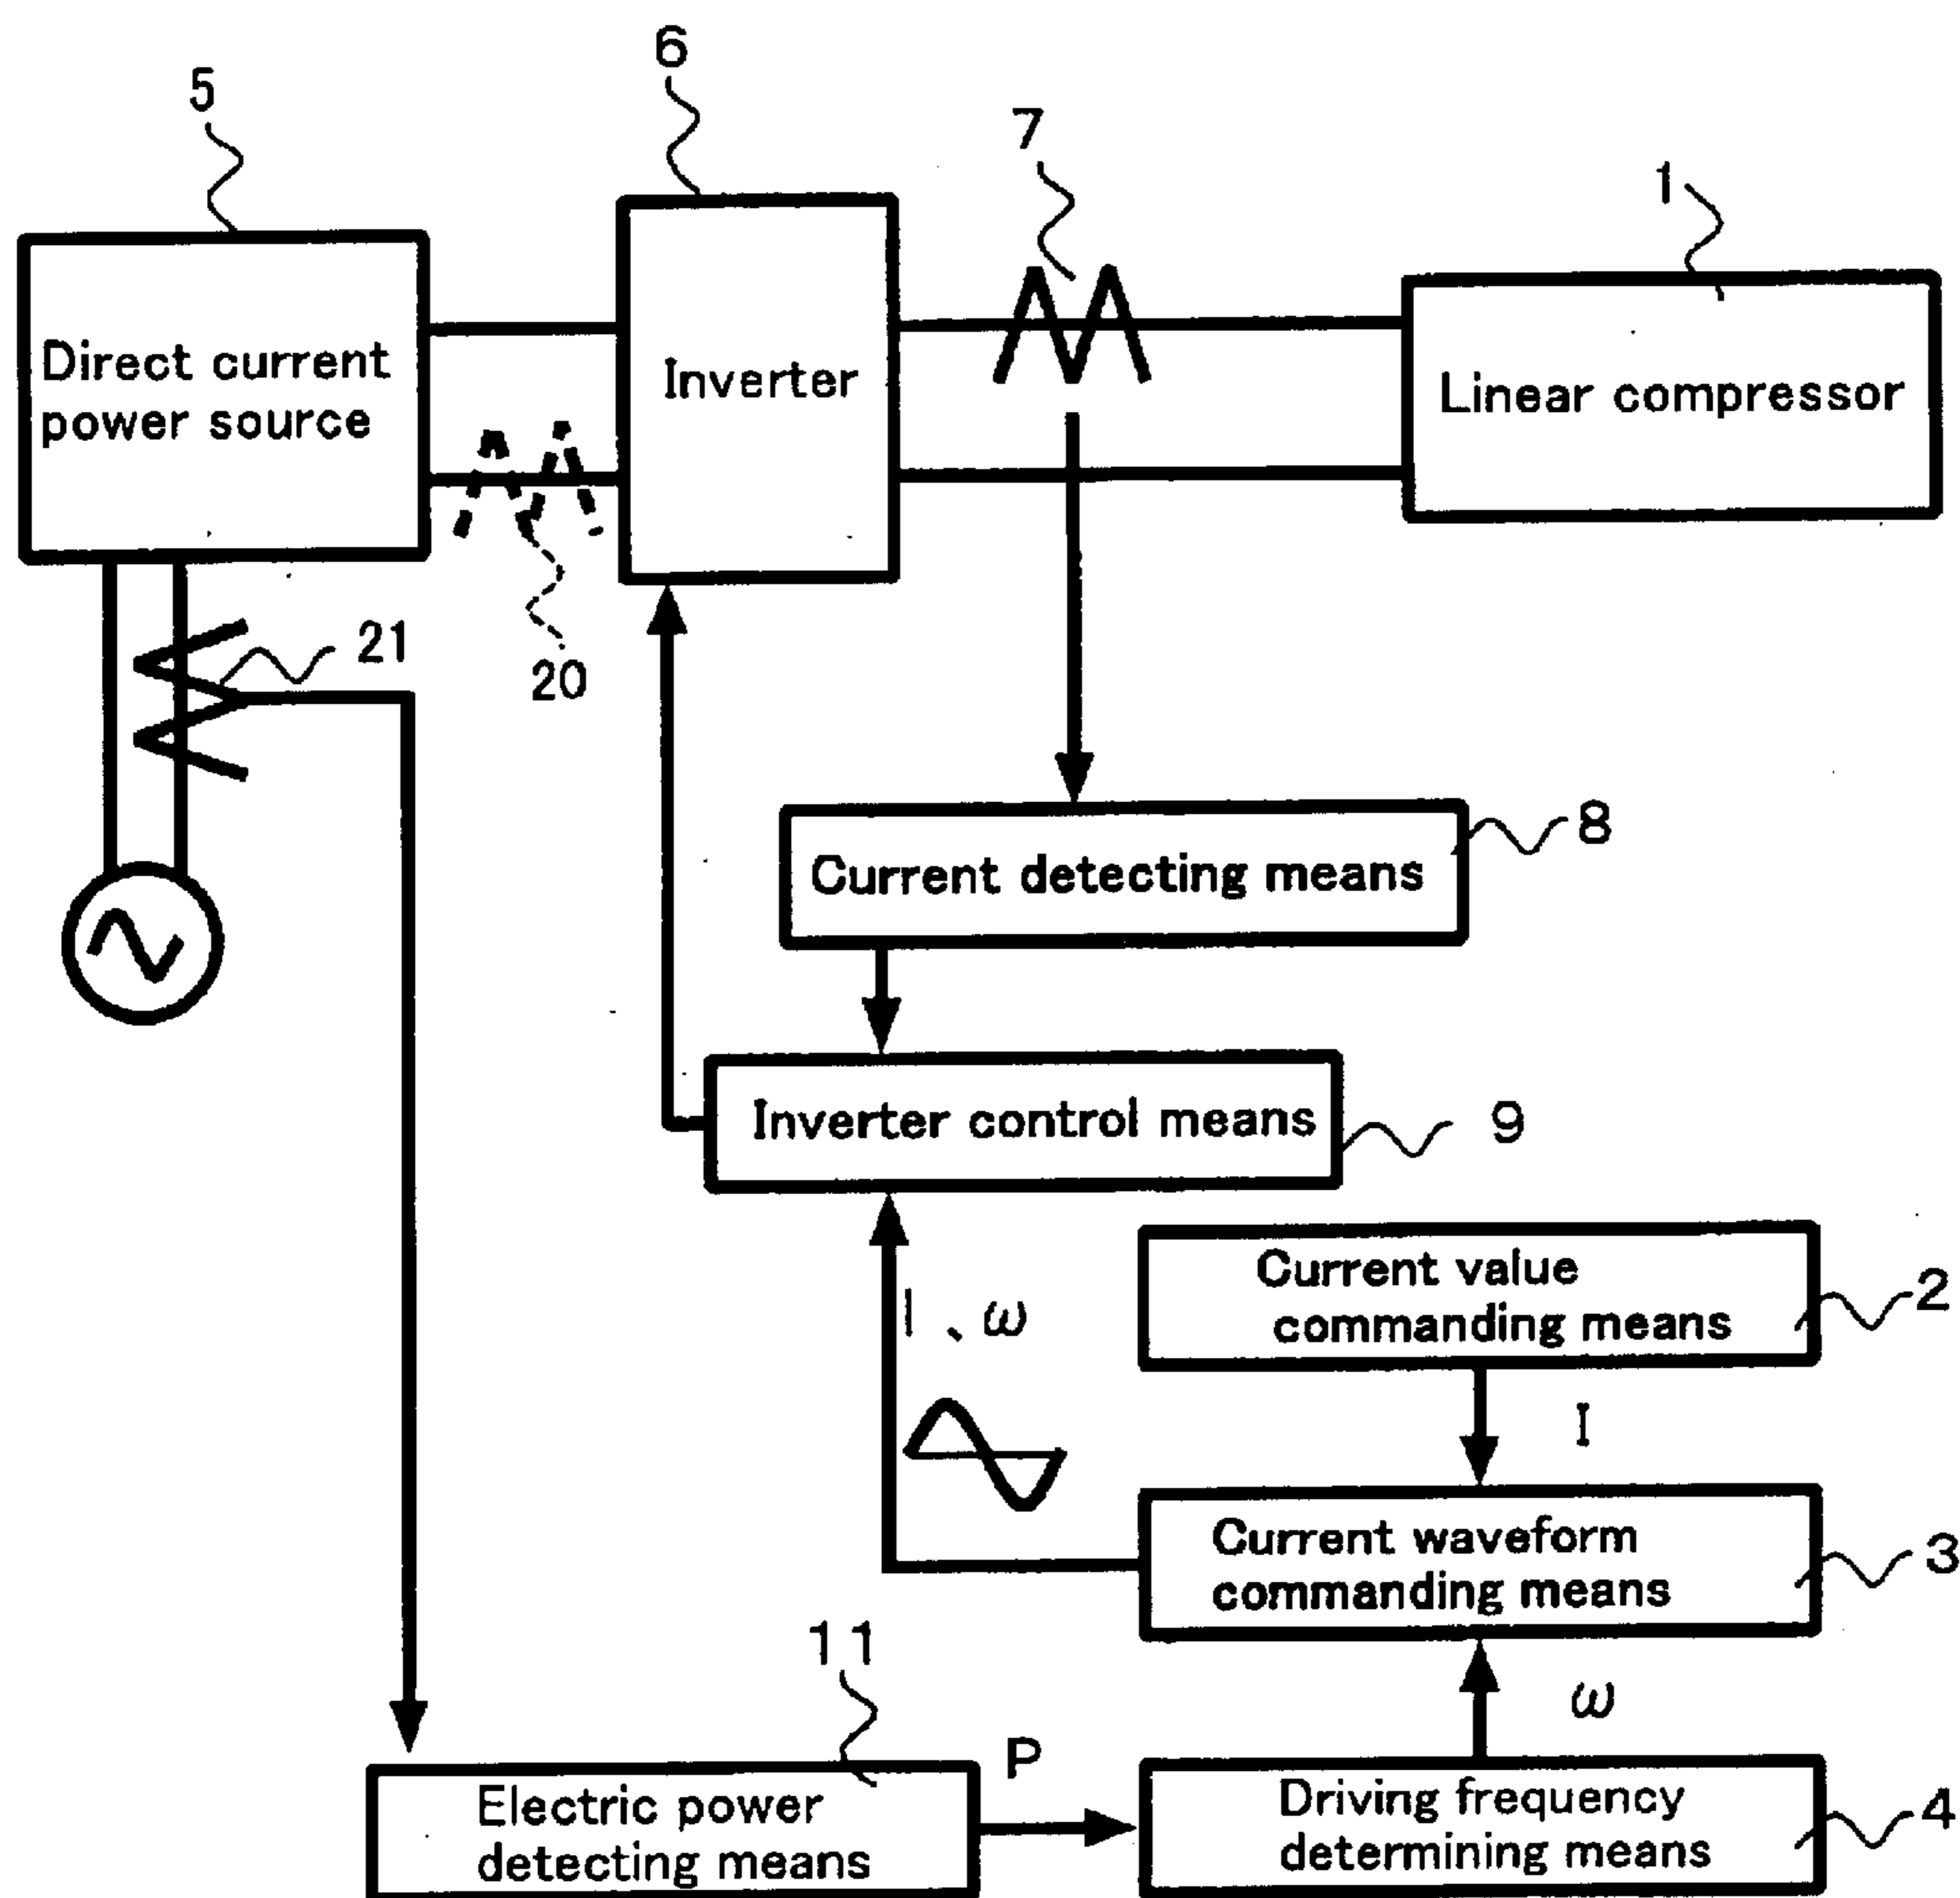 6
5
7
1
Direct current
power source
Inverter
Linear compressor
21
20
8
Current detecting means
Inverter control means
9
Current value
commanding means
2
I、ω
I
Current waveform
commanding means
3
11
ω
P
Electric power
detecting means
Driving frequency
determining means
4